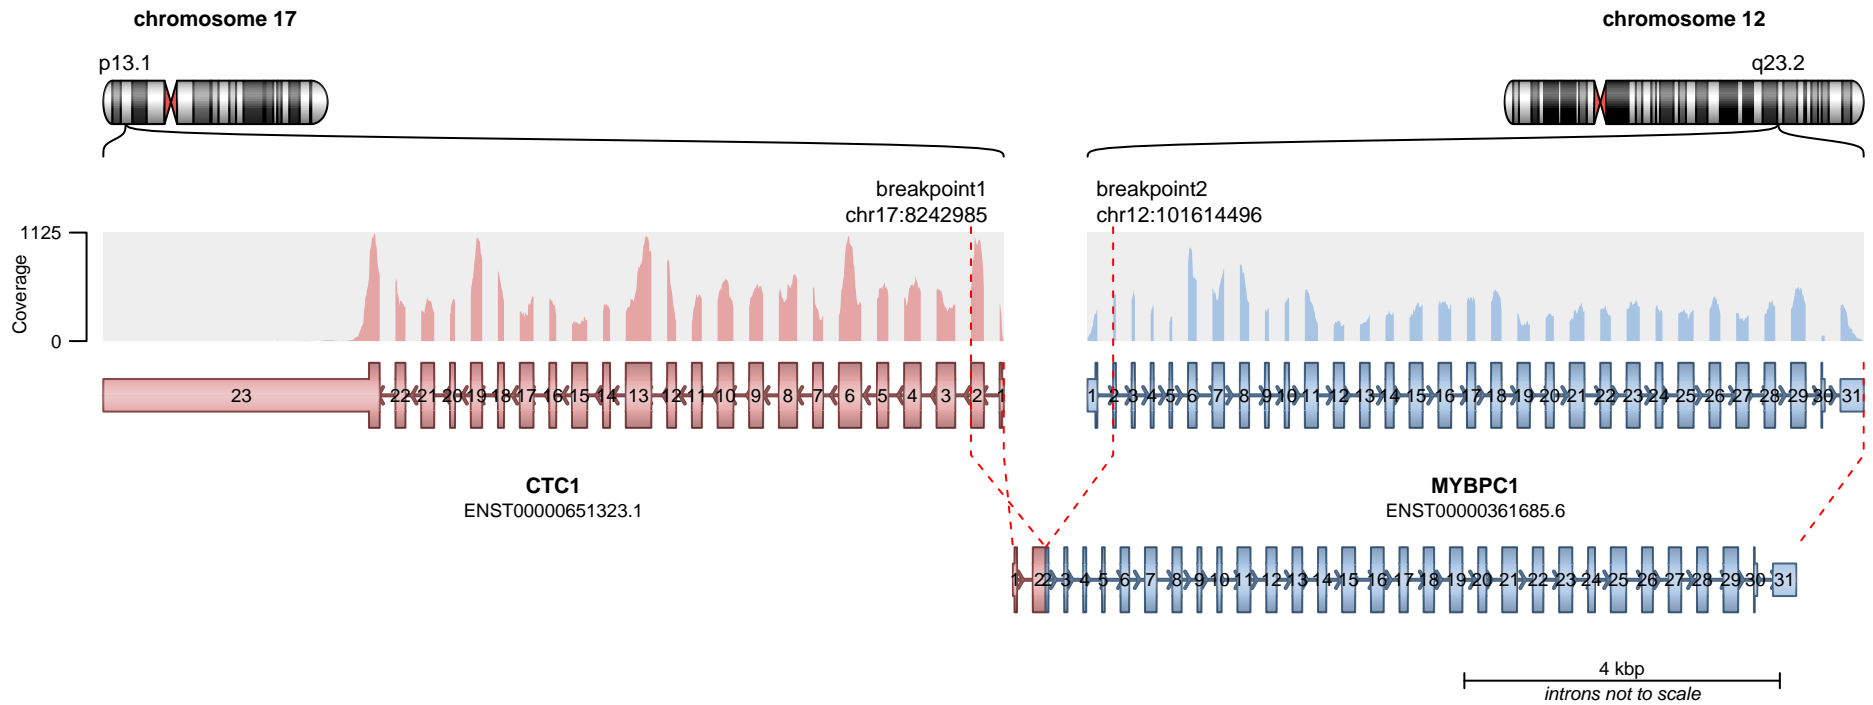 chromosome 17
chromosome 12
p13.1
q23.2
breakpoint1
chr17:8242985
breakpoint2
chr12:101614496
1125
Coverage
0
23 22 21 20 19 18 17 16 15 14 13 12 11 10 9 8 7 6 5 4 3 2 1
1 2 3 4 5 6 7 8 9 10 11 12 13 14 15 16 17 18 19 20 21 22 23 24 25 26 27 28 29 30 31
CTC1
ENST00000651323.1
MYBPC1
ENST00000361685.6
1 2 2 3 4 5 6 7 8 9 10 11 12 13 14 15 16 17 18 19 20 21 22 23 24 25 26 27 28 29 30 31
4 kbp
introns not to scale